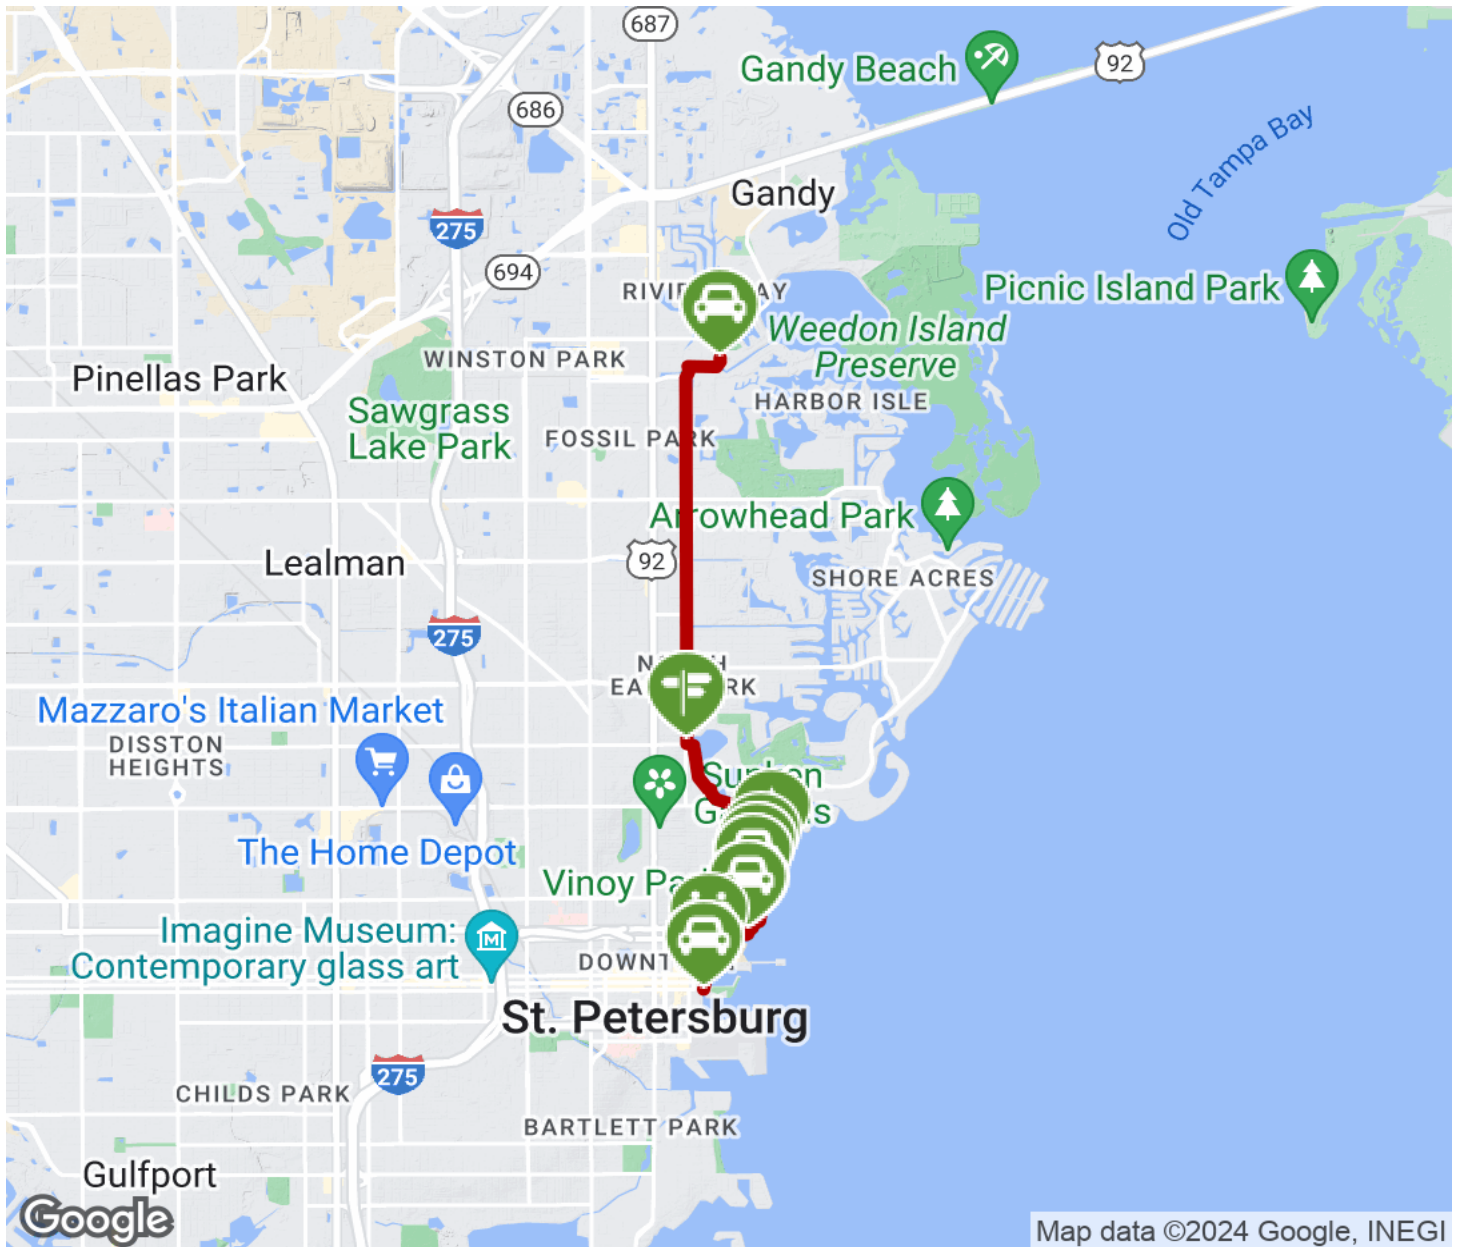 687
Gandy Beach
92
686
Old Tampa Bay
Gandy
275
694
Picnic Island Park
Weedon Island
Preserve
WINSTON PARK
Pinellas Park
HARBOR ISLE
Sawgrass
Lake Park
FOSSIL PARK
Arrowhead Park
92
Lealman
SHORE ACRES
275
Mazzaro's Italian Market
DISSTON
HEIGHTS
The Home Depot
Vinoy
Imagine Museum:
Contemporary glass art
St. Petersburg
275
CHILDS PARK
BARTLETT PARK
Gulfport
Google
Map data ©2024 Google, INEGI